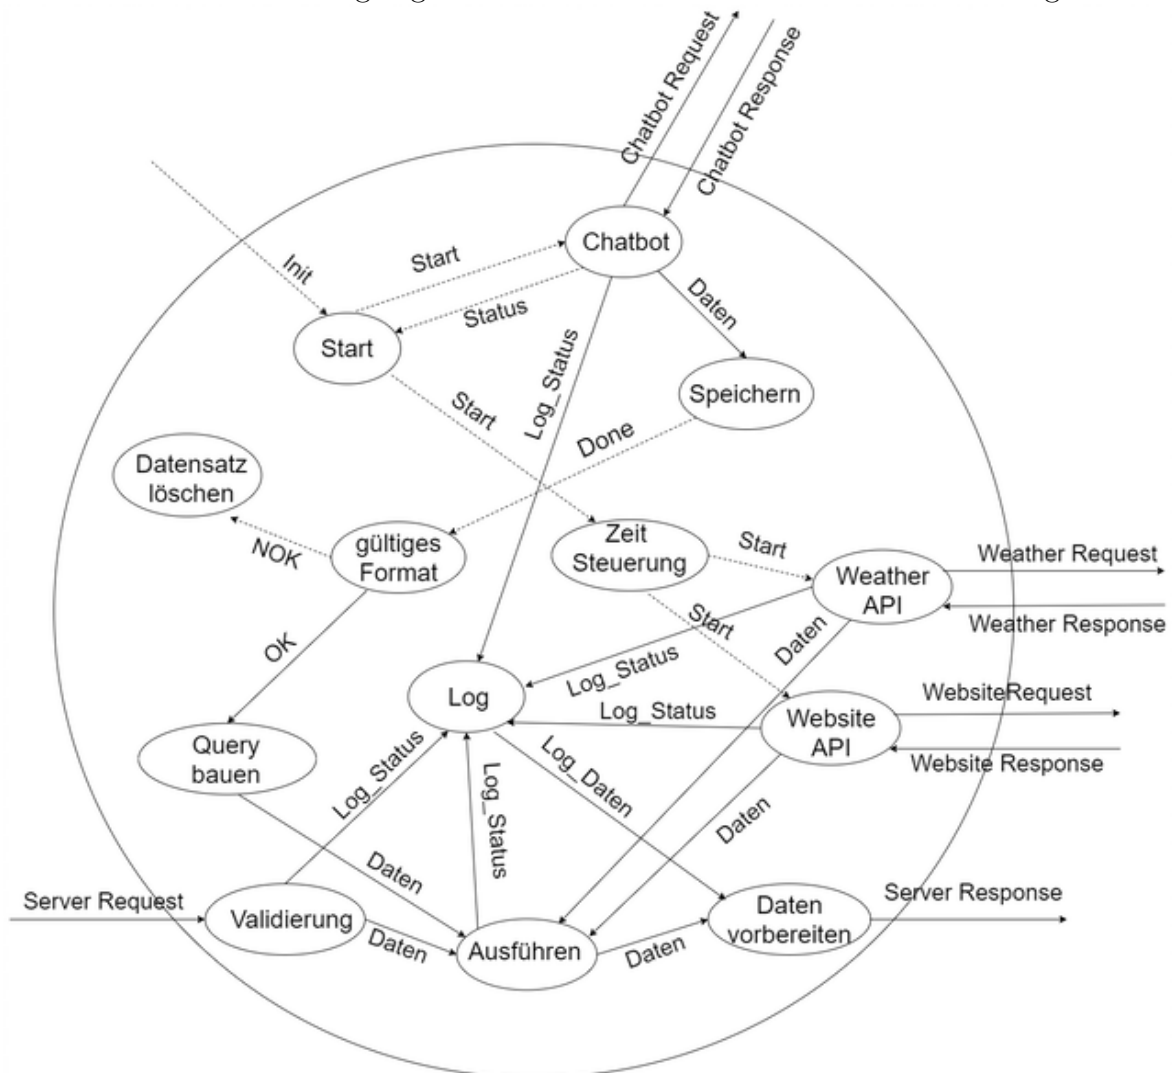 Chatbot Request
Chatbot Response
Chatbot
Init
Start
Status
Daten
Start
Log_Status
Speichern
Start
Done
Datensatz
löschen
NOK
gültiges
Format
Zeit
Steuerung
Start
Weather
API
Weather Request
Weather Response
Start
Daten
OK
Log_Status
Log
Log_Status
Website
API
WebsiteRequest
Website Response
Query
bauen
Log_Status
Log_Status
Log_Daten
Daten
Daten
Server Request
Validierung
Daten
Ausführen
Daten
Daten
vorbereiten
Server Response